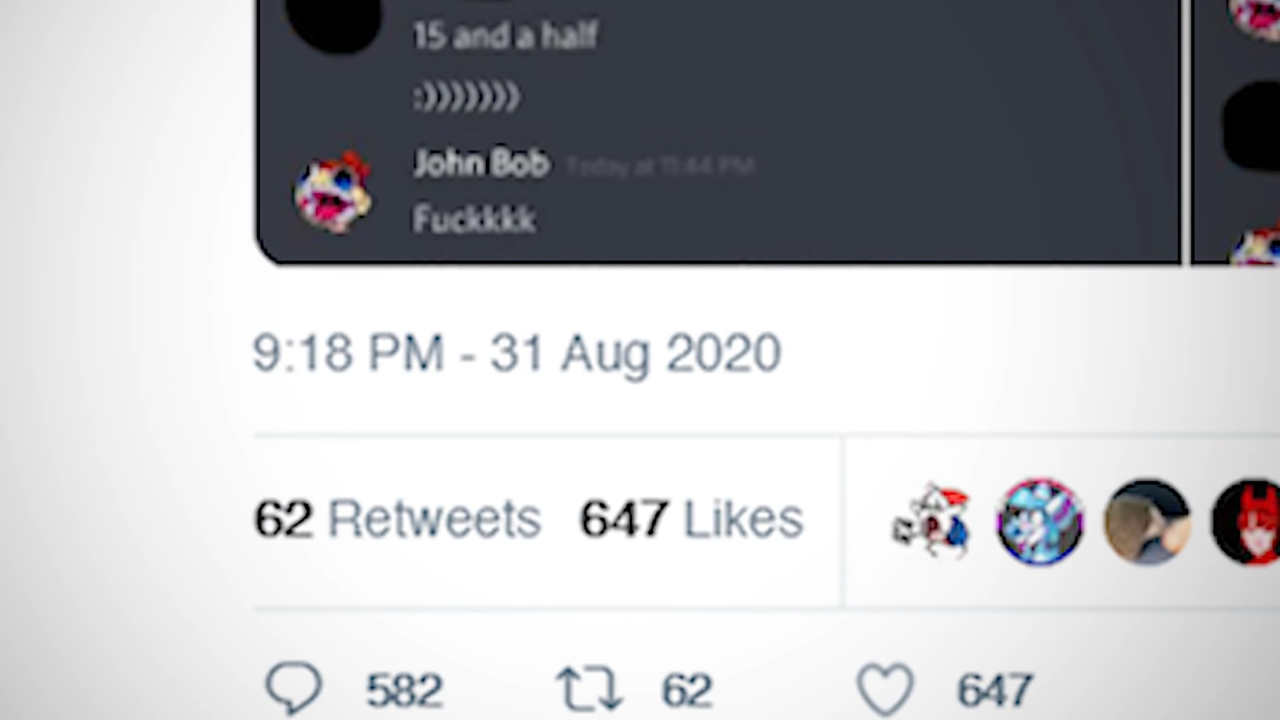 15 and a half
:)))))))
John Bob Today at 11:44 PM
Fuckkkk
9:18 PM - 31 Aug 2020
62 Retweets 647 Likes
582 62 647